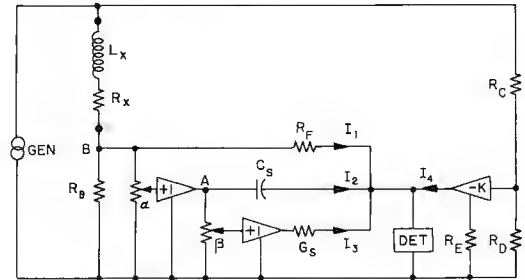 Lx
Rx
RC
GEN
B
RF
I1
RB
α
+1
A
CS
I2
I4
-K
β
+1
GS
I3
DET
RE
RD